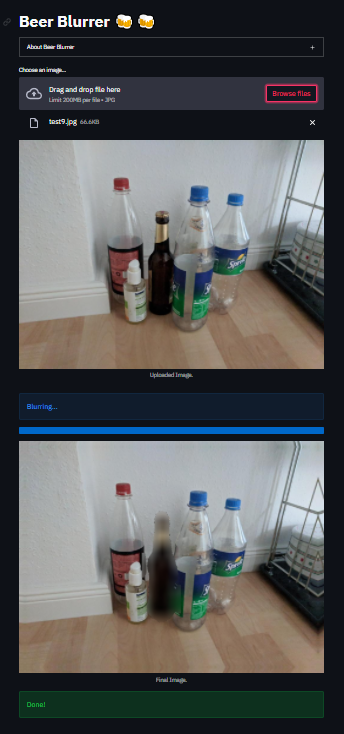 Beer Blurrer 🍻 🍻
About Beer Blurrer +
Choose an image...
Drag and drop file here
Limit 200MB per file • JPG
Browse files
test9.jpg 66.6KB
Sprite
Uploaded Image.
Blurring...
Sprite
Final Image.
Done!